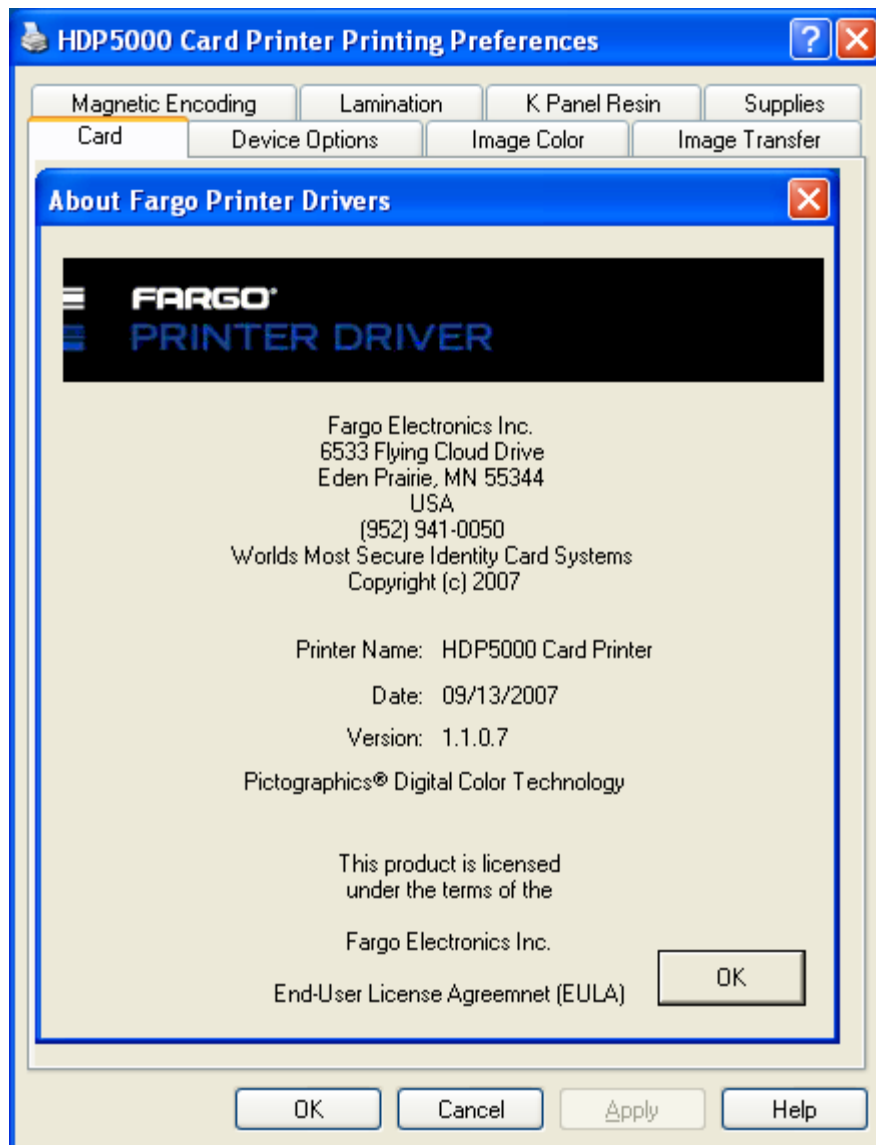 HDP5000 Card Printer Printing Preferences
Magnetic Encoding Lamination K Panel Resin Supplies
Card Device Options Image Color Image Transfer
About Fargo Printer Drivers
FARGO®
PRINTER DRIVER
Fargo Electronics Inc.
6533 Flying Cloud Drive
Eden Prairie, MN 55344
USA
(952) 941-0050
Worlds Most Secure Identity Card Systems
Copyright (c) 2007
Printer Name: HDP5000 Card Printer
Date: 09/13/2007
Version: 1.1.0.7
Pictographics® Digital Color Technology
This product is licensed
under the terms of the
Fargo Electronics Inc.
End-User License Agreemnet (EULA)
OK
OK Cancel Apply Help